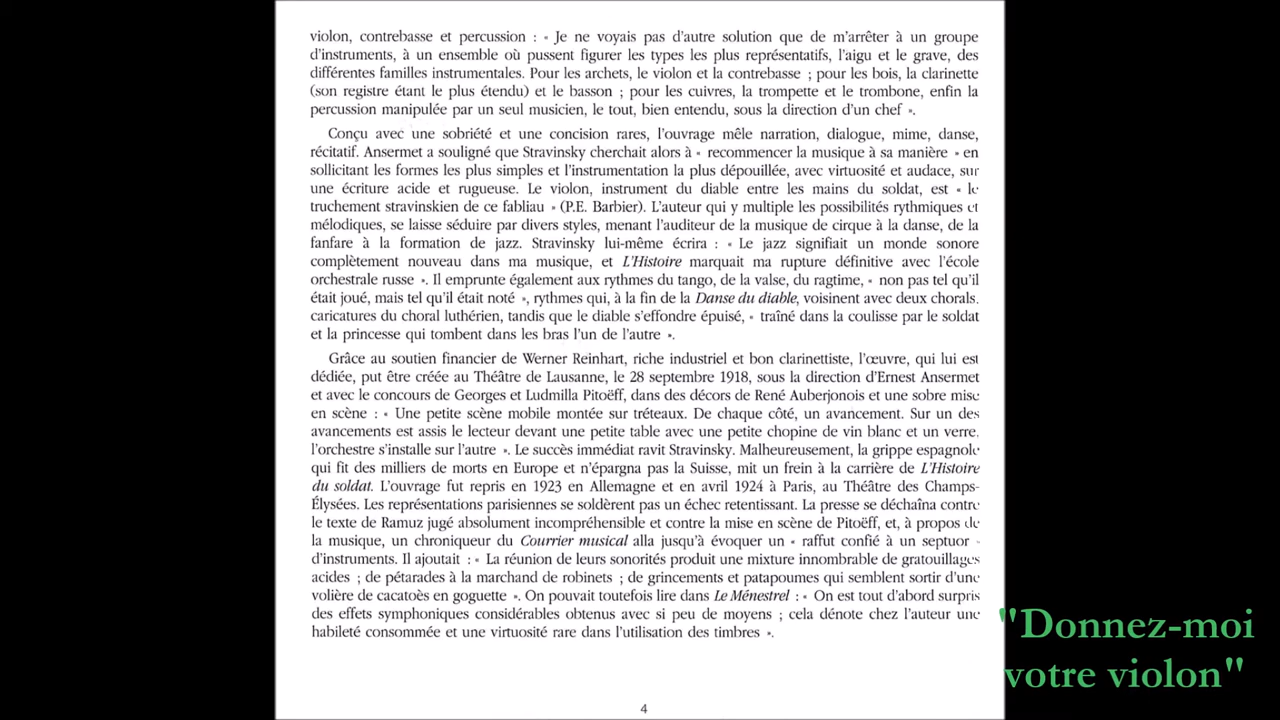 violon, contrebasse et percussion : « Je ne voyais pas d'autre solution que de m'arrêter à un groupe
d'instruments, à un ensemble où pussent figurer les types les plus représentatifs, l'aigu et le grave, des
différentes familles instrumentales. Pour les archets, le violon et la contrebasse ; pour les bois, la clarinette
(son registre étant le plus étendu) et le basson ; pour les cuivres, la trompette et le trombone, enfin la
percussion manipulée par un seul musicien, le tout, bien entendu, sous la direction d'un chef ».
Conçu avec une sobriété et une concision rares, l'ouvrage mêle narration, dialogue, mime, danse,
récitatif. Ansermet a souligné que Stravinsky cherchait alors à « recommencer la musique à sa manière » en
sollicitant les formes les plus simples et l'instrumentation la plus dépouillée, avec virtuosité et audace, sur
une écriture acide et rugueuse. Le violon, instrument du diable entre les mains du soldat, est « le
truchement stravinskien de ce fabliau » (P.E. Barbier). L'auteur qui y multiple les possibilités rythmiques et
mélodiques, se laisse séduire par divers styles, menant l'auditeur de la musique de cirque à la danse, de la
fanfare à la formation de jazz. Stravinsky lui-même écrira : « Le jazz signifiait un monde sonore
complètement nouveau dans ma musique, et L'Histoire marquait ma rupture définitive avec l'école
orchestrale russe ». Il emprunte également aux rythmes du tango, de la valse, du ragtime, « non pas tel qu'il
était joué, mais tel qu'il était noté », rythmes qui, à la fin de la Danse du diable, voisinent avec deux chorals,
caricatures du choral luthérien, tandis que le diable s'effondre épuisé, « traîné dans la coulisse par le soldat
et la princesse qui tombent dans les bras l'un de l'autre ».
Grâce au soutien financier de Werner Reinhart, riche industriel et bon clarinettiste, l'œuvre, qui lui est
dédiée, put être créée au Théâtre de Lausanne, le 28 septembre 1918, sous la direction d'Ernest Ansermet
et avec le concours de Georges et Ludmilla Pitoëff, dans des décors de René Auberjonois et une sobre mise
en scène : « Une petite scène mobile montée sur tréteaux. De chaque côté, un avancement. Sur un des
avancements est assis le lecteur devant une petite table avec une petite chopine de vin blanc et un verre,
l'orchestre s'installe sur l'autre ». Le succès immédiat ravit Stravinsky. Malheureusement, la grippe espagnole
qui fit des milliers de morts en Europe et n'épargna pas la Suisse, mit un frein à la carrière de L'Histoire
du soldat. L'ouvrage fut repris en 1923 en Allemagne et en avril 1924 à Paris, au Théâtre des Champs-
Élysées. Les représentations parisiennes se soldèrent pas un échec retentissant. La presse se déchaîna contre
le texte de Ramuz jugé absolument incompréhensible et contre la mise en scène de Pitoëff, et, à propos de
la musique, un chroniqueur du Courrier musical alla jusqu'à évoquer un « raffut confié à un septuor »
d'instruments. Il ajoutait : « La réunion de leurs sonorités produit une mixture innombrable de gratouillages
acides ; de pétarades à la marchand de robinets ; de grincements et patapoumes qui semblent sortir d'une
volière de cacatoès en goguette ». On pouvait toutefois lire dans Le Ménestrel : « On est tout d'abord surpris
des effets symphoniques considérables obtenus avec si peu de moyens ; cela dénote chez l'auteur une
habileté consommée et une virtuosité rare dans l'utilisation des timbres ».
4
"Donnez-moi
votre violon"